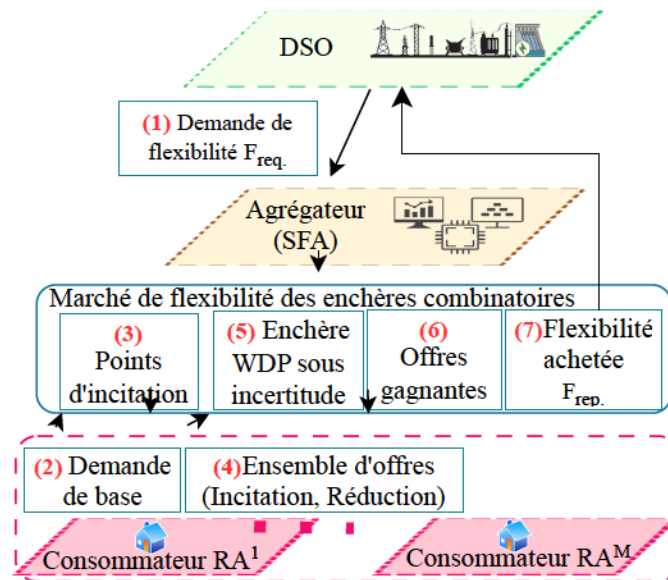 DSO
(1) Demande de
flexibilité F_req.
Agrégateur
(SFA)
Marché de flexibilité des enchères combinatoires
(3)
Points
d'incitation
(5) Enchère
WDP sous
incertitude
(6)
Offres
gagnantes
(7)Flexibilité
achetée
F_rep.
(2) Demande
de base
(4)Ensemble d'offres
(Incitation, Réduction)
Consommateur RA¹
Consommateur RAᴹ